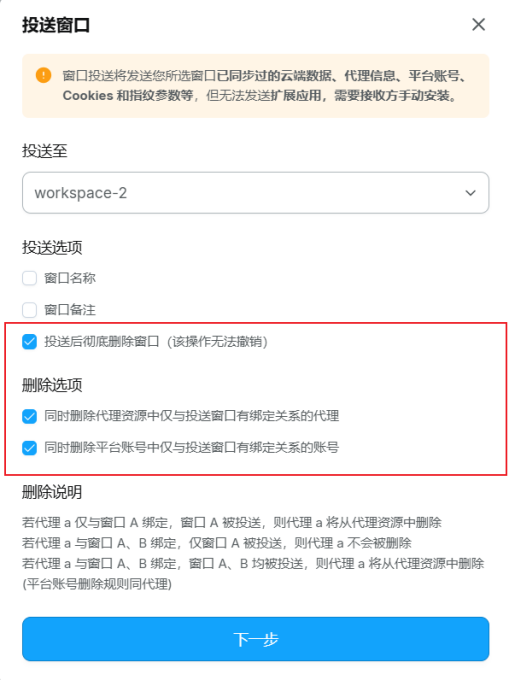 投送窗口
窗口投送将发送您所选窗口已同步过的云端数据、代理信息、平台账号、
Cookies 和指纹参数等，但无法发送扩展应用，需要接收方手动安装。
投送至
workspace-2
投送选项
窗口名称
窗口备注
投送后彻底删除窗口（该操作无法撤销）
删除选项
同时删除代理资源中仅与投送窗口有绑定关系的代理
同时删除平台账号中仅与投送窗口有绑定关系的账号
删除说明
若代理 a 仅与窗口 A 绑定，窗口 A 被投送，则代理 a 将从代理资源中删除
若代理 a 与窗口 A、B 绑定，仅窗口 A 被投送，则代理 a 不会被删除
若代理 a 与窗口 A、B 绑定，窗口 A、B 均被投送，则代理 a 将从代理资源中删除
(平台账号删除规则同代理)
下一步